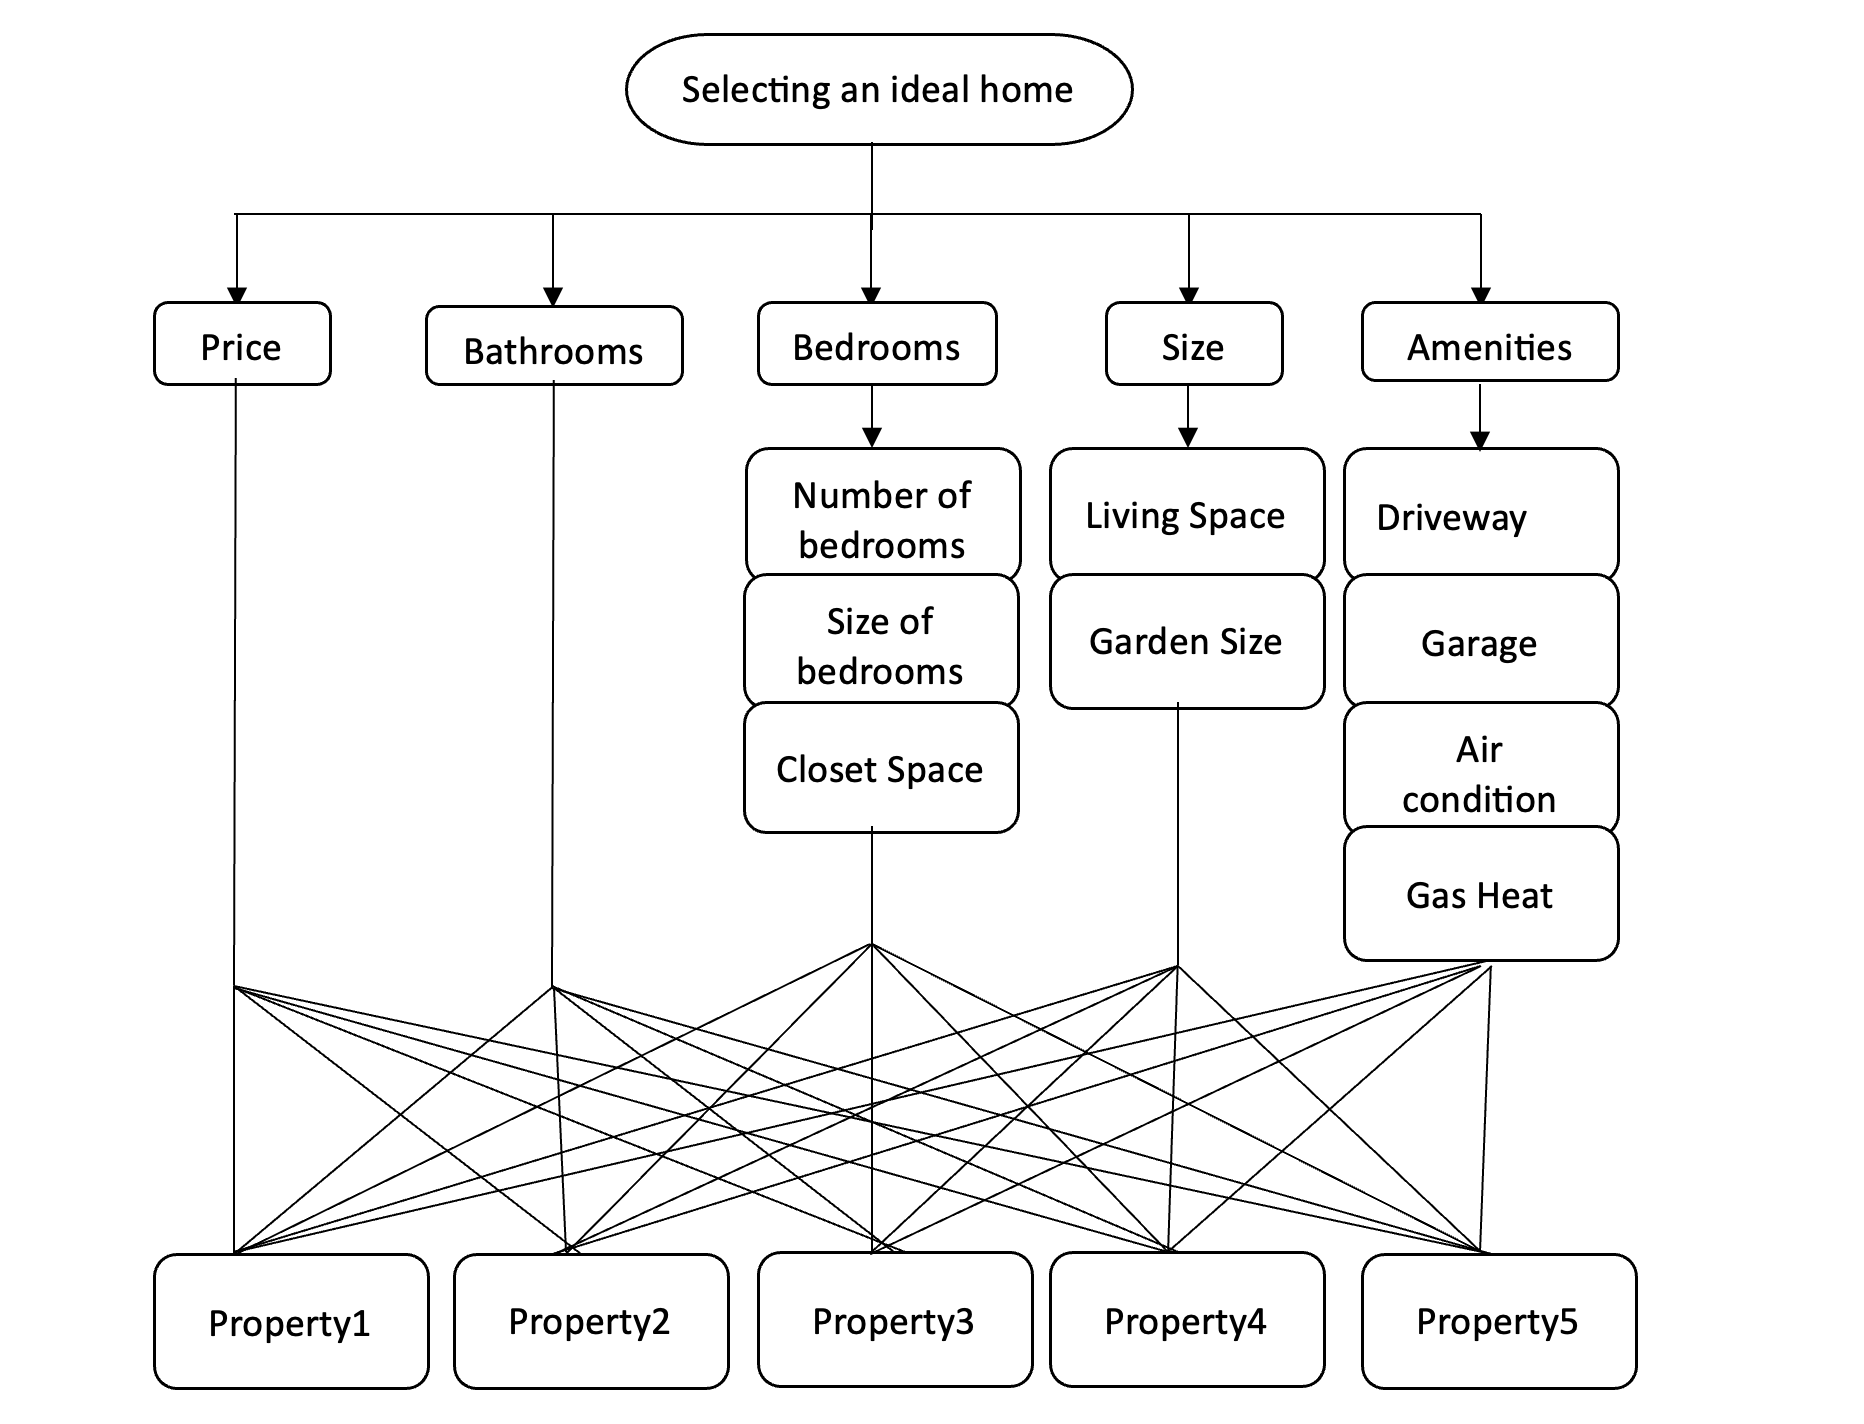 Selecting an ideal home
Price
Bathrooms
Bedrooms
Size
Amenities
Number of
bedrooms
Size of
bedrooms
Closet Space
Living Space
Garden Size
Driveway
Garage
Air
condition
Gas Heat
Property1
Property2
Property3
Property4
Property5